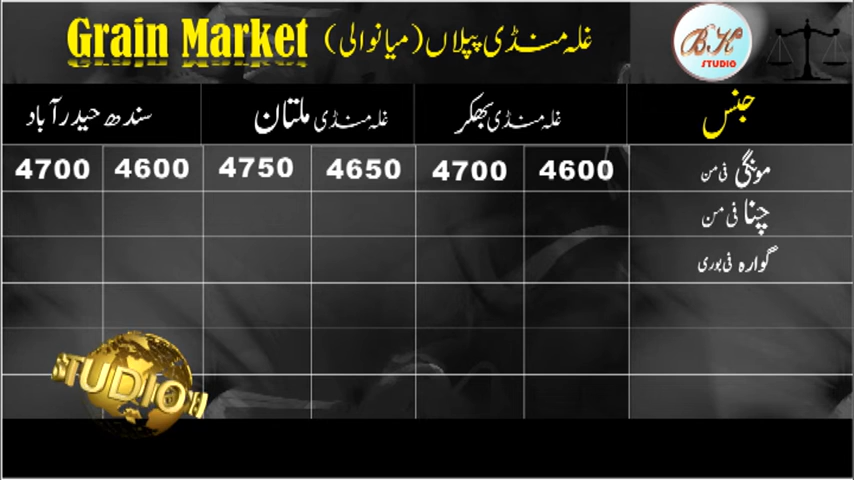 Grain Market غلہ منڈی پپلاں (میانوالی)
BK STUDIO
جنس غلہ منڈی بھکر غلہ منڈی ملتان سندھ حیدرآباد
مونگی فی من 4600 4700 4650 4750 4600 4700
چنا فی من
گوارہ فی بوری
STUDIO